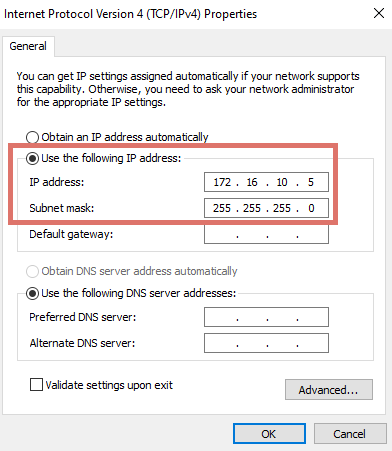 Internet Protocol Version 4 (TCP/IPv4) Properties
General
You can get IP settings assigned automatically if your network supports
this capability. Otherwise, you need to ask your network administrator
for the appropriate IP settings.
Obtain an IP address automatically
Use the following IP address:
IP address: 172 . 16 . 10 . 5
Subnet mask: 255 . 255 . 255 . 0
Default gateway: . . .
Obtain DNS server address automatically
Use the following DNS server addresses:
Preferred DNS server: . . .
Alternate DNS server: . . .
Validate settings upon exit
Advanced...
OK Cancel